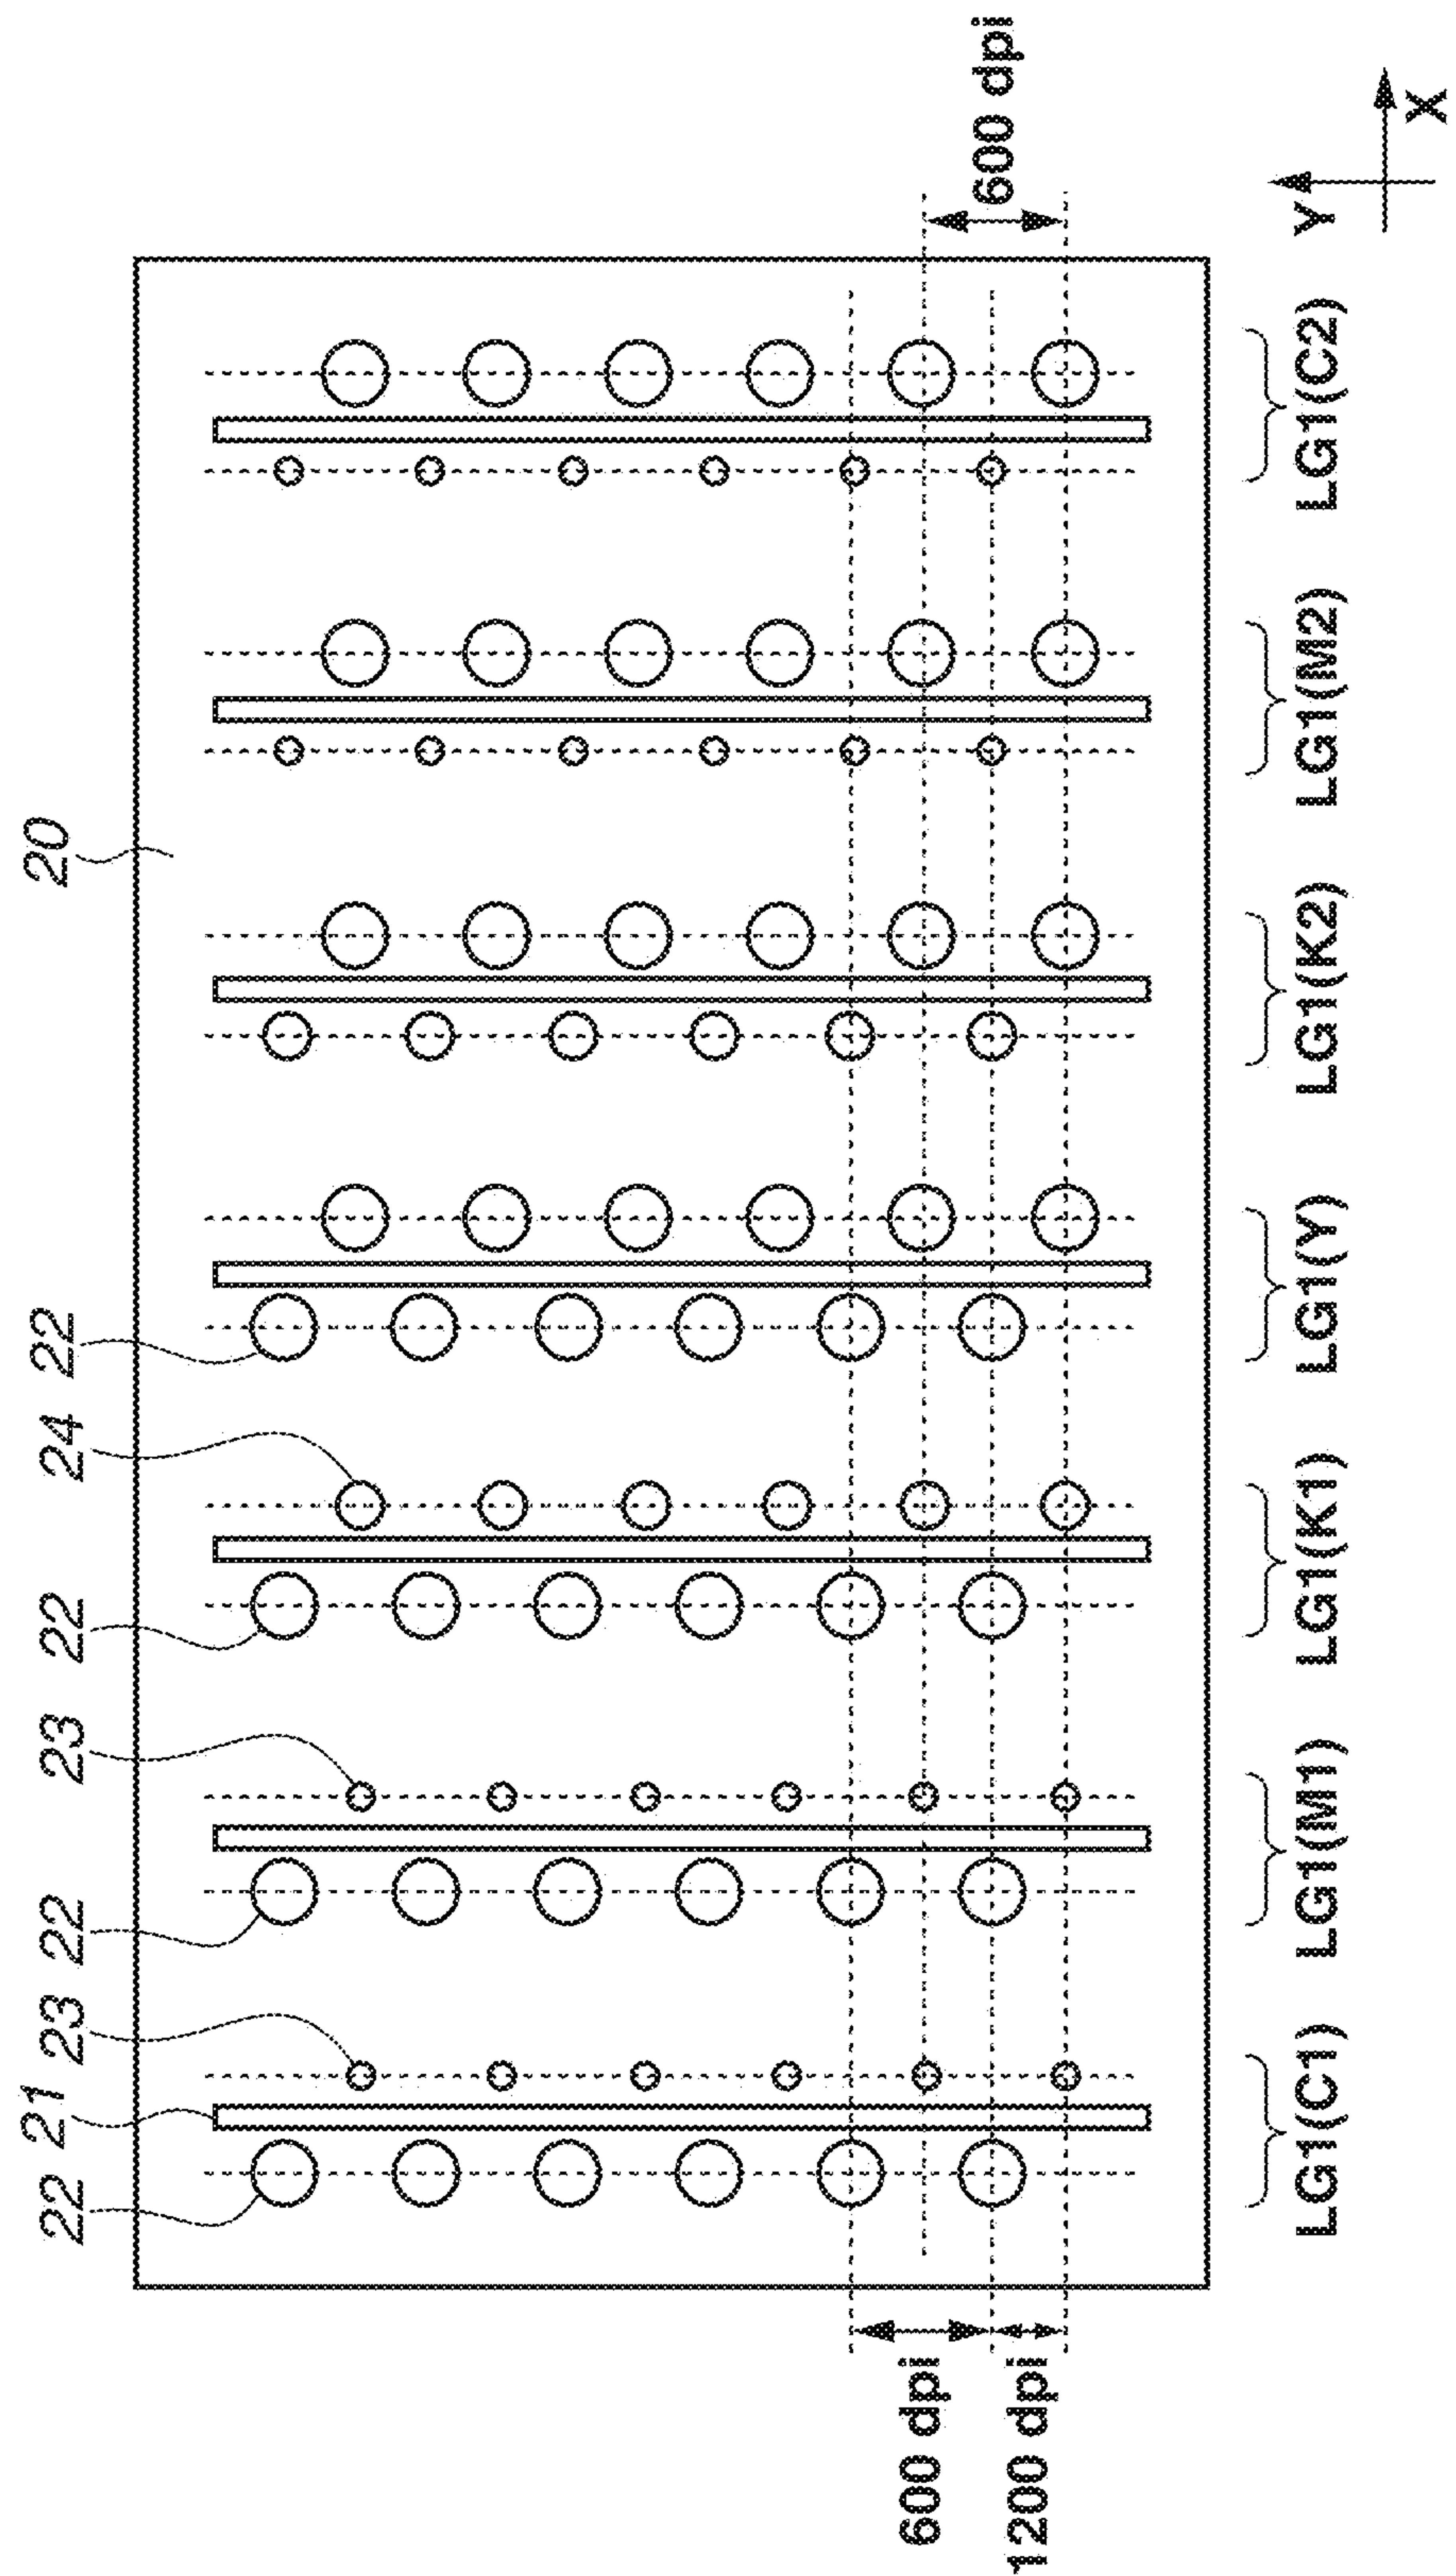 22 21 23 22 23 22 24 22 20
600 dpi
1200 dpi
600 dpi
LG1(C1) LG1(M1) LG1(K1) LG1(Y) LG1(K2) LG1(M2) LG1(C2)
Y
X